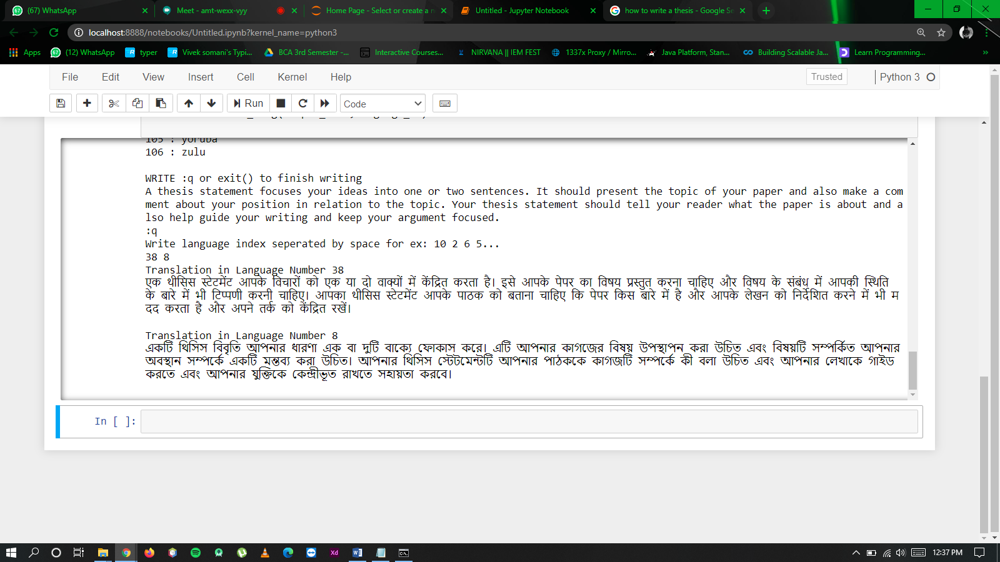 (67) WhatsApp
Meet - amt-wexx-vyy
Home Page - Select or create a n
Untitled - Jupyter Notebook
how to write a thesis - Google Se
localhost:8888/notebooks/Untitled.ipynb?kernel_name=python3
Apps
(12) WhatsApp
typer
Vivek somani's Typi...
BCA 3rd Semester -...
Interactive Courses...
NIRVANA || IEM FEST
1337x Proxy / Mirro...
Java Platform, Stan...
Building Scalable Ja...
Learn Programming...
File Edit View Insert Cell Kernel Help
Trusted
Python 3
Run
Code
105 : yoruba
106 : zulu
WRITE :q or exit() to finish writing
A thesis statement focuses your ideas into one or two sentences. It should present the topic of your paper and also make a com
ment about your position in relation to the topic. Your thesis statement should tell your reader what the paper is about and a
lso help guide your writing and keep your argument focused.
:q
Write language index seperated by space for ex: 10 2 6 5...
38 8
Translation in Language Number 38
एक थीसिस स्टेटमेंट आपके विचारों को एक या दो वाक्यों में केंद्रित करता है। इसे आपके पेपर का विषय प्रस्तुत करना चाहिए और विषय के संबंध में आपकी स्थिति
के बारे में भी टिप्पणी करनी चाहिए। आपका थीसिस स्टेटमेंट आपके पाठक को बताना चाहिए कि पेपर किस बारे में है और आपके लेखन को निर्देशित करने में भी म
दद करता है और अपने तर्क को केंद्रित रखें।
Translation in Language Number 8
একটি থিসিস বিবৃতি আপনার ধারণা এক বা দুটি বাক্যে ফোকাস করে। এটি আপনার কাগজের বিষয় উপস্থাপন করা উচিত এবং বিষয়টি সম্পর্কিত আপনার
অবস্থান সম্পর্কে একটি মন্তব্য করা উচিত। আপনার থিসিস স্টেটমেন্টটি আপনার পাঠককে কাগজটি সম্পর্কে কী বলা উচিত এবং আপনার লেখাকে গাইড
করতে এবং আপনার যুক্তিকে কেন্দ্রীভূত রাখতে সহায়তা করবে।
In [ ]:
12:37 PM